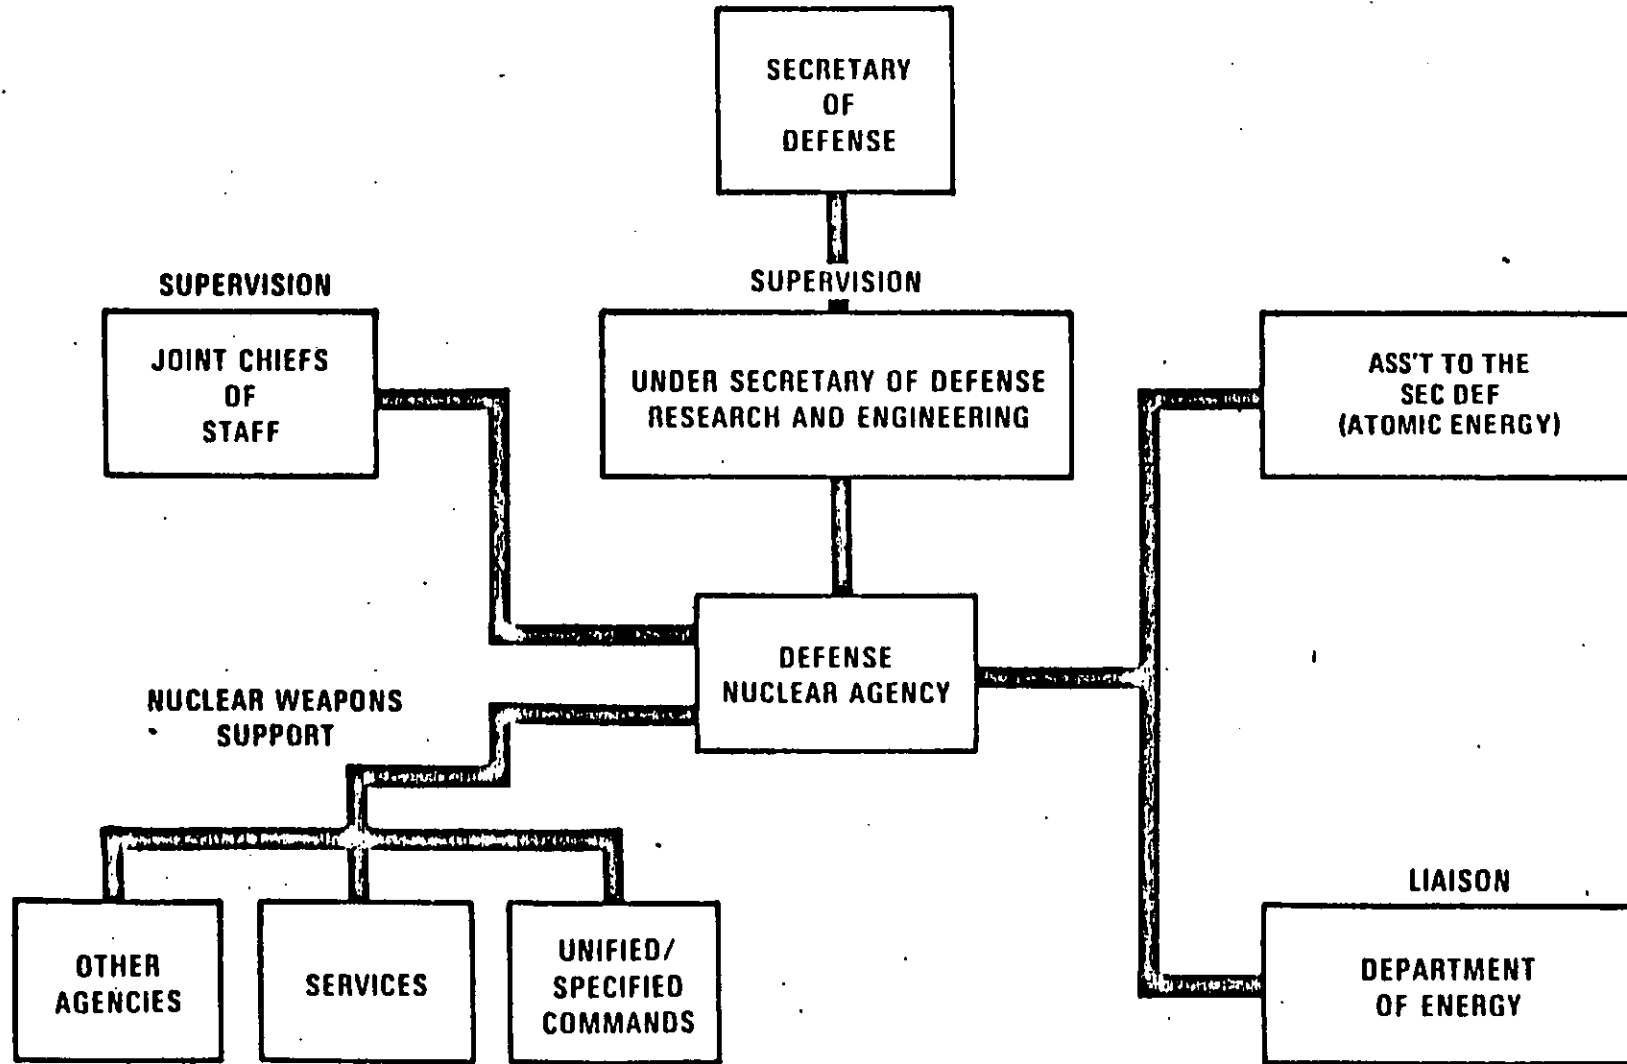 SECRETARY
OF
DEFENSE
SUPERVISION
SUPERVISION
JOINT CHIEFS
OF
STAFF
UNDER SECRETARY OF DEFENSE
RESEARCH AND ENGINEERING
ASS'T TO THE
SEC DEF
(ATOMIC ENERGY)
DEFENSE
NUCLEAR AGENCY
NUCLEAR WEAPONS
SUPPORT
OTHER
AGENCIES
SERVICES
UNIFIED/
SPECIFIED
COMMANDS
LIAISON
DEPARTMENT
OF ENERGY